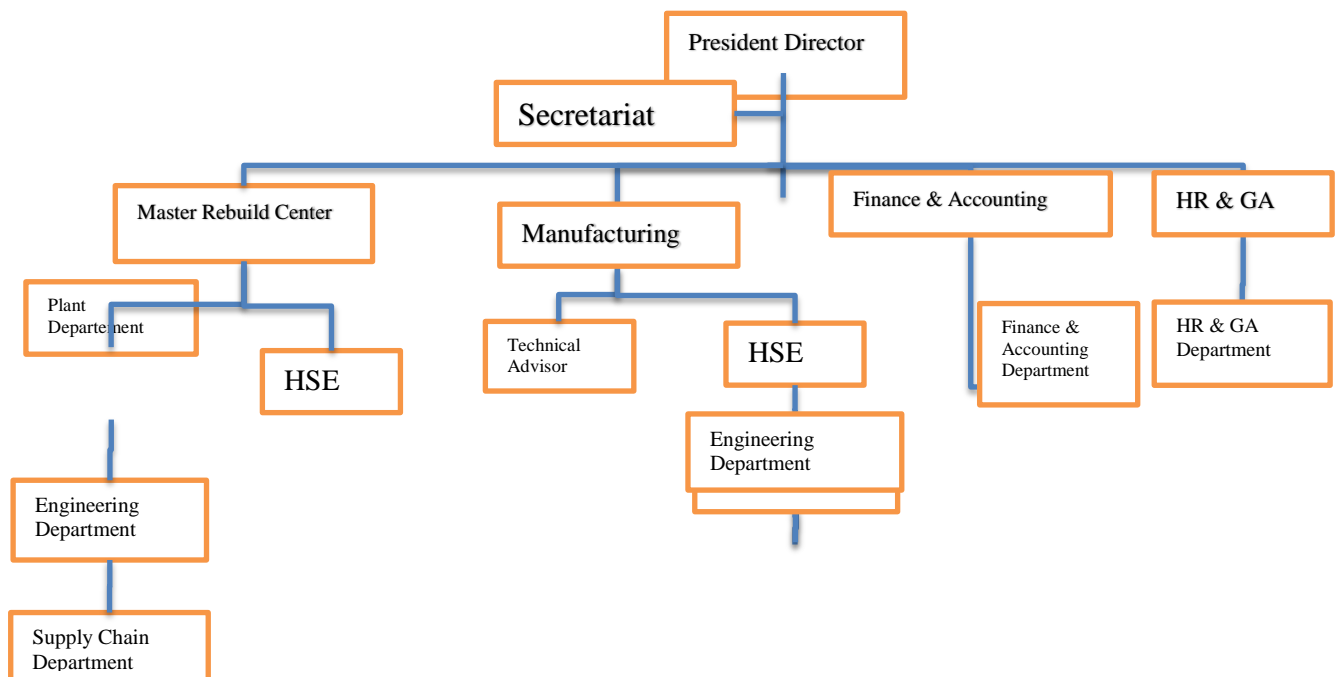 President Director
Secretariat
Master Rebuild Center
Manufacturing
Finance & Accounting
HR & GA
Plant
Departement
HSE
Technical
Advisor
HSE
Finance &
Accounting
Department
HR & GA
Department
Engineering
Department
Engineering
Department
Supply Chain
Department